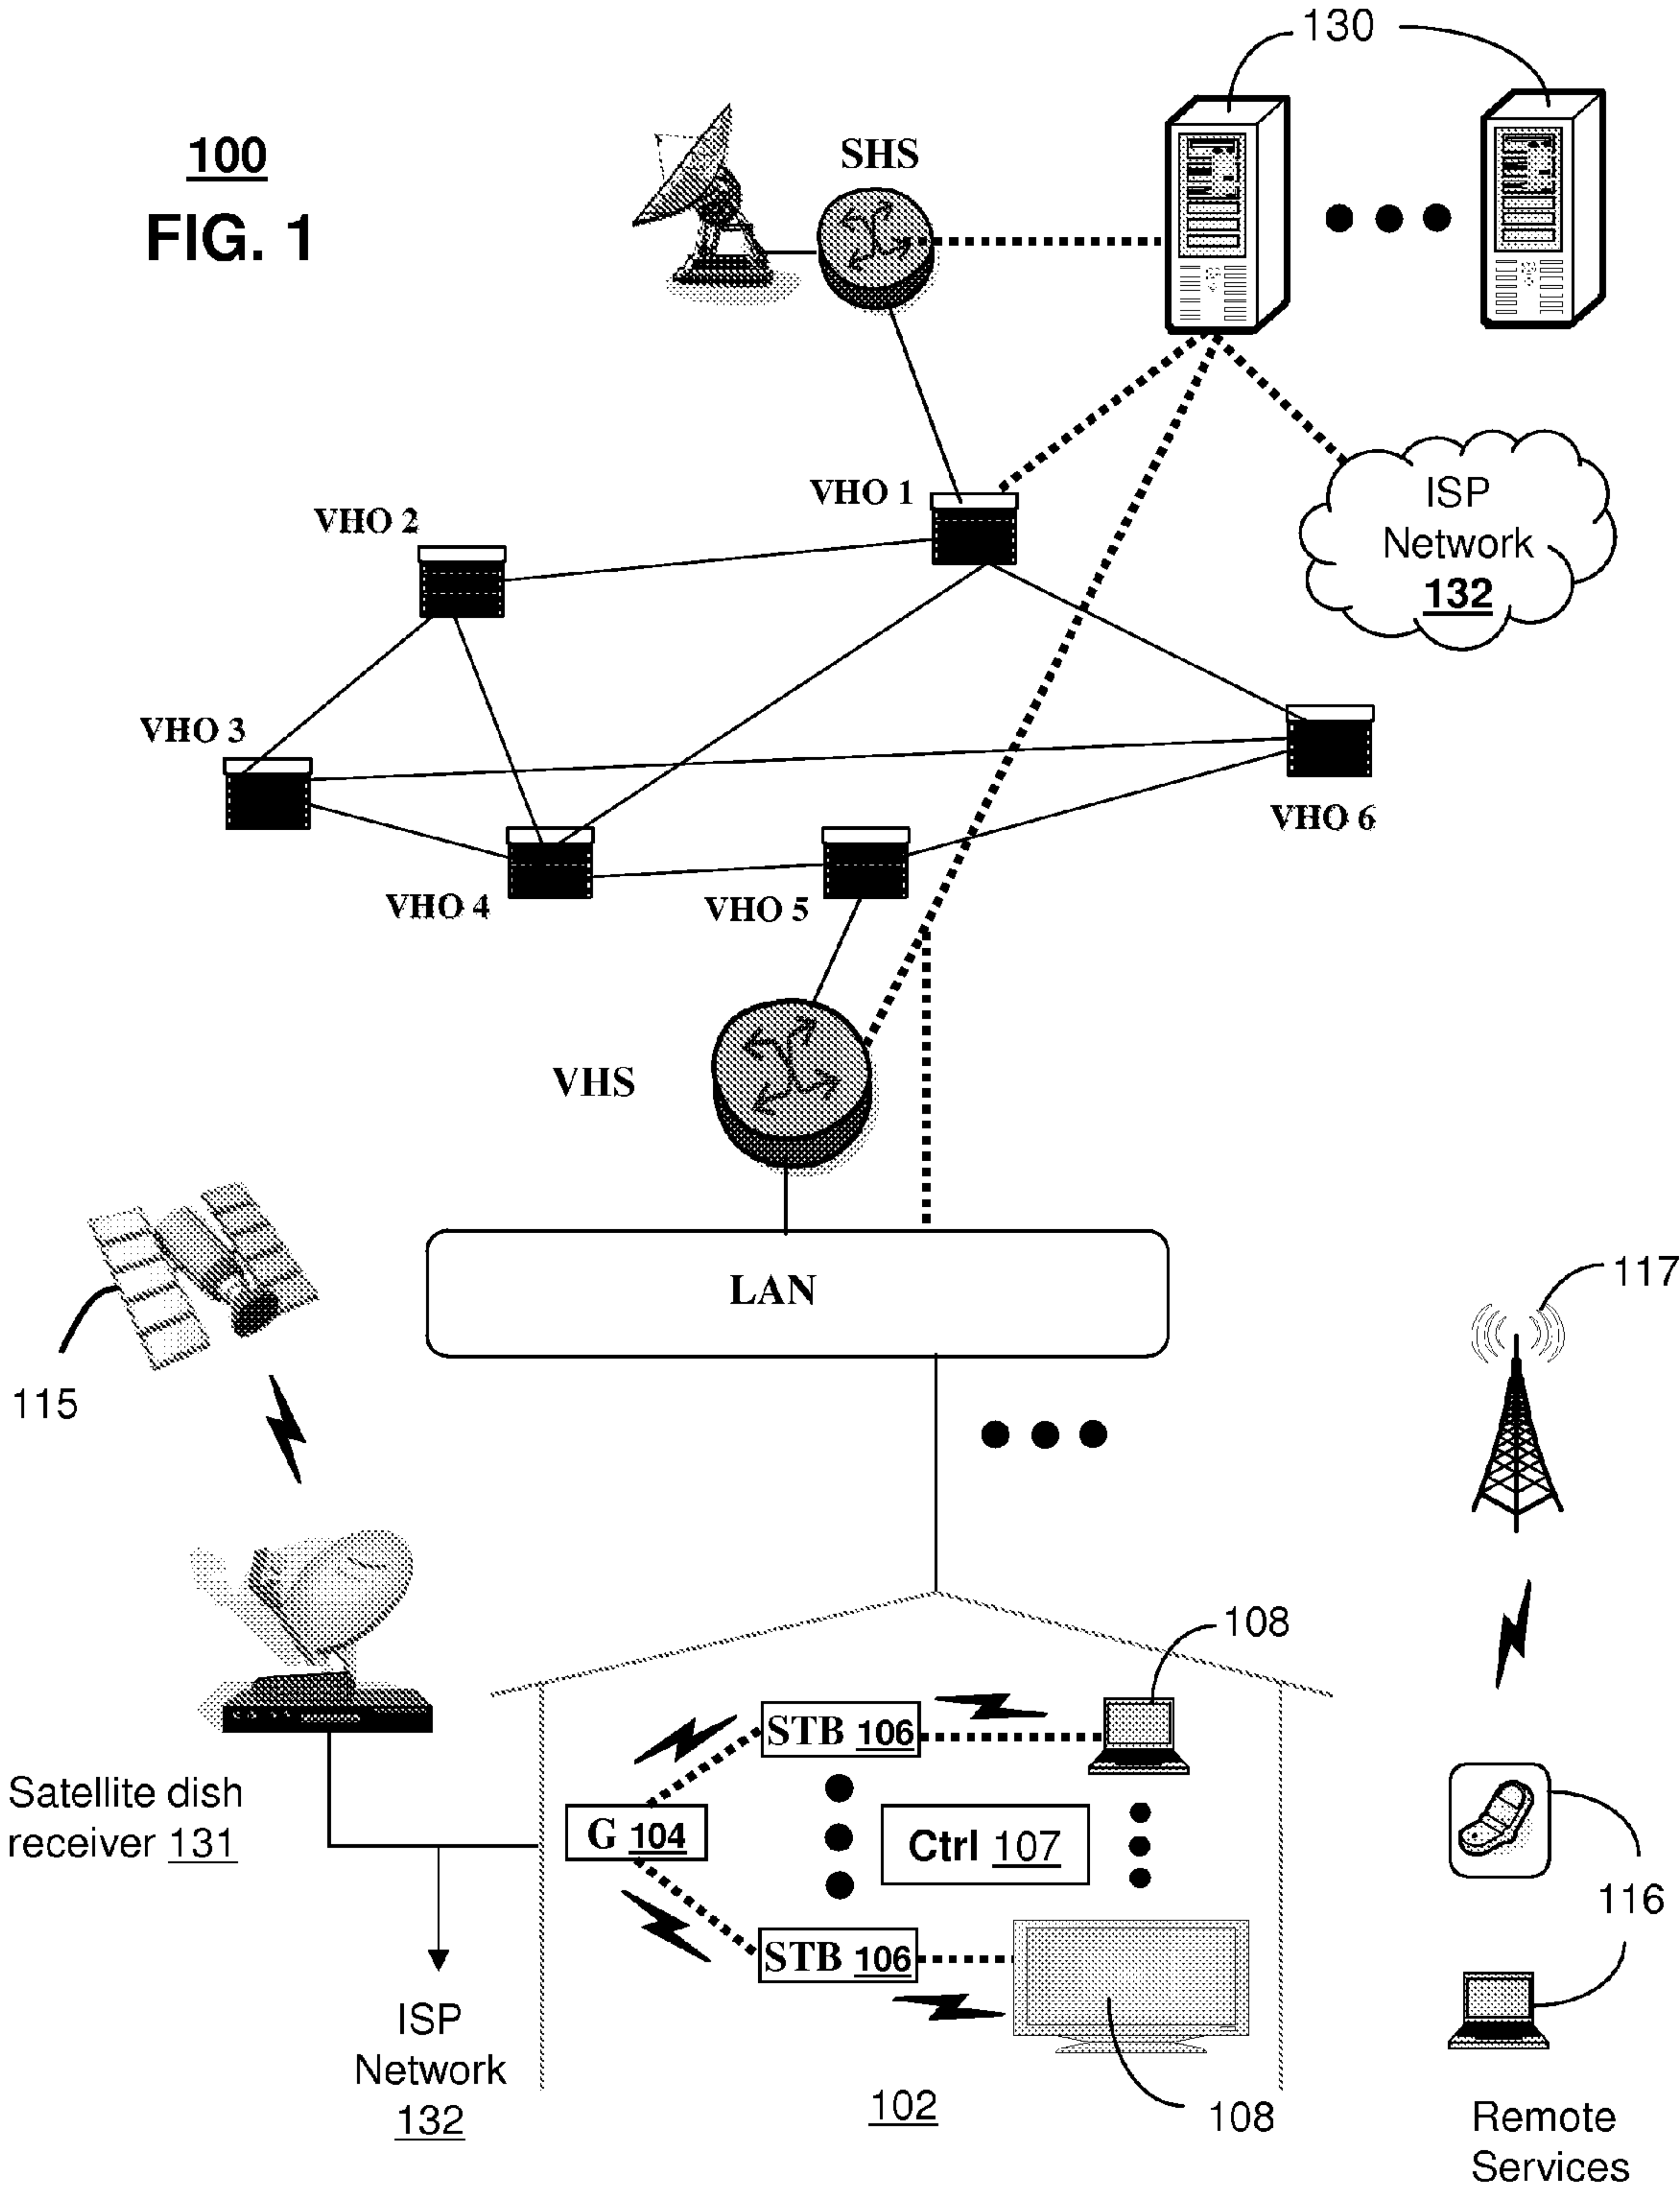 130
100
FIG. 1
SHS
ISP
Network
132
VHO 1
VHO 2
VHO 3
VHO 6
VHO 4
VHO 5
VHS
LAN
117
115
108
STB 106
Satellite dish
receiver 131
G 104
Ctrl 107
116
STB 106
ISP
Network
132
102
108
Remote
Services